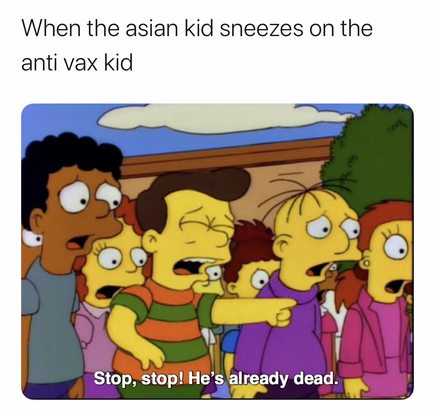 When the asian kid sneezes on the
anti vax kid
Stop, stop! He's already dead.